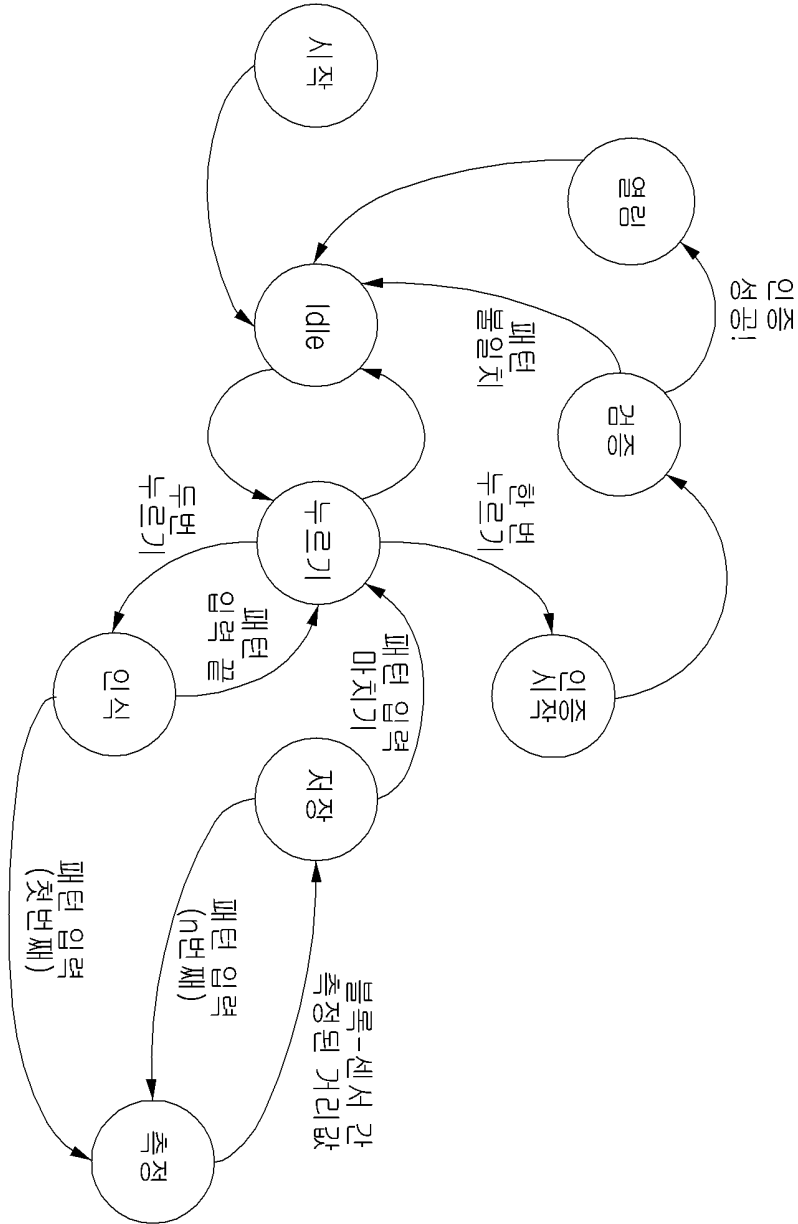 시작
Idle
누르기
두번
누르기
인식
패턴
입력 끝
패턴 입력
(첫번째)
측정
패턴 입력
(n번째)
블록-센서 간
측정된 거리값
저장
패턴 입력
마치기
한 번
누르기
인증
시작
검증
패턴
불일치
인증
성공!
열림